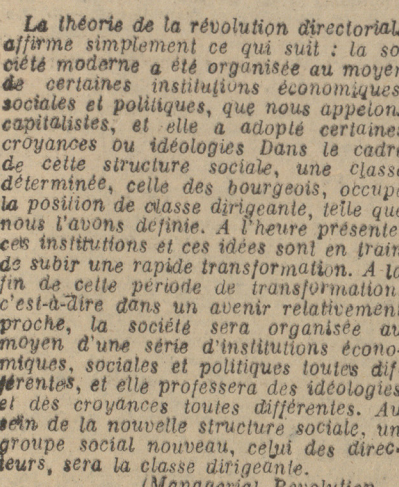 La théorie de la révolution directorial
affirme simplement ce qui suit : la so
ciété moderne a été organisée au moyen
de certaines institutions économiques
sociales et politiques, que nous appelon
capitalistes, et elle a adopté certaines
croyances ou idéologies Dans le cadre
de cette structure sociale, une classe
déterminée, celle des bourgeois, occupe
la position de classe dirigeante, telle que
nous l'avons définie. A l'heure présente
ces institutions et ces idées sont en train
de subir une rapide transformation. A la
fin de cette période de transformation
c'est-à-dire dans un avenir relativement
proche, la société sera organisée au
moyen d'une série d'institutions écono-
miques, sociales et politiques toutes dif
férentes, et elle professera des idéologies
et des croyances toutes différentes. Au
sein de la nouvelle structure sociale, un
groupe social nouveau, celui des direc-
teurs, sera la classe dirigeante.
(Managerial Revolution